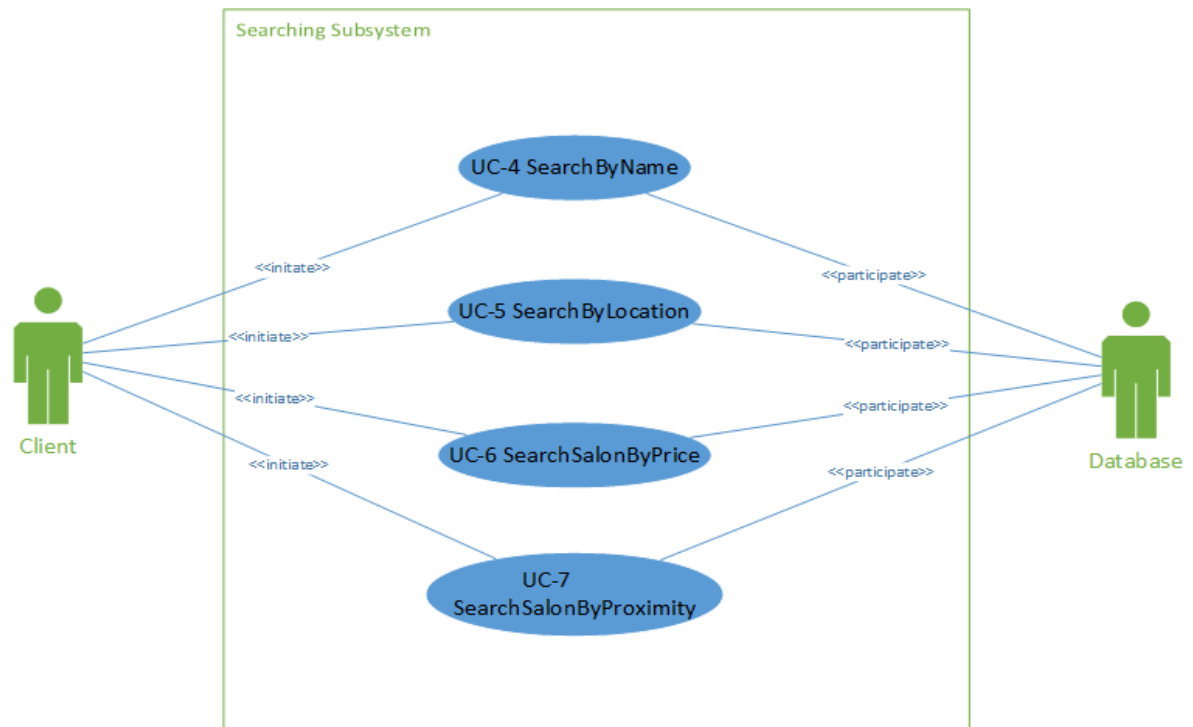 Searching Subsystem
UC-4 SearchByName
<<initate>>
<<participate>>
UC-5 SearchByLocation
<<initiate>>
<<participate>>
<<initiate>>
<<participate>>
Client
UC-6 SearchSalonByPrice
Database
<<initiate>>
<<participate>>
UC-7
SearchSalonByProximity